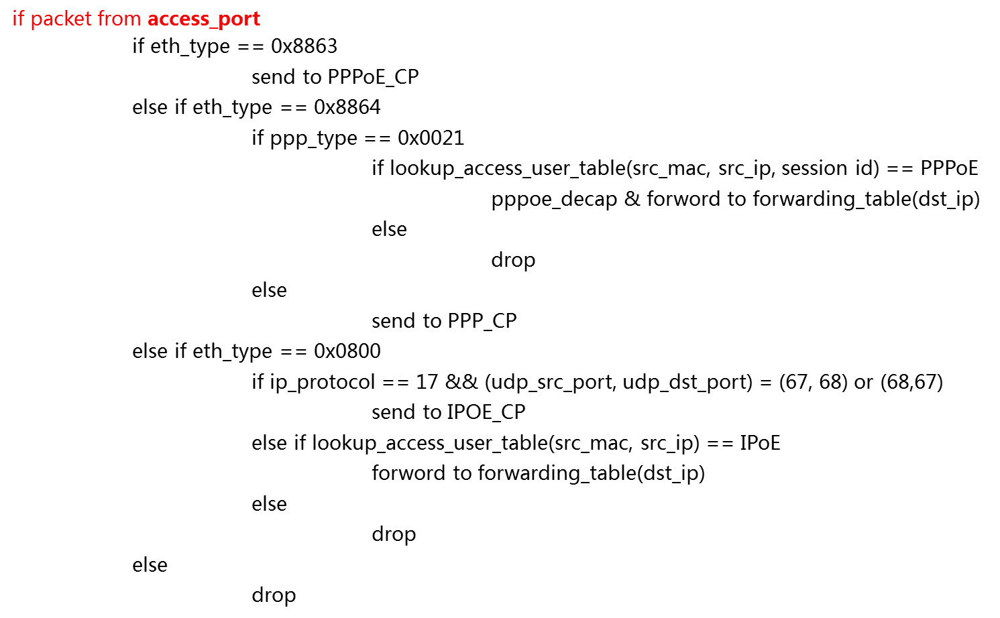 if packet from access_port
if eth_type == 0x8863
send to PPPoE_CP
else if eth_type == 0x8864
if ppp_type == 0x0021
if lookup_access_user_table(src_mac, src_ip, session id) == PPPoE
pppoe_decap & forword to forwarding_table(dst_ip)
else
drop
else
send to PPP_CP
else if eth_type == 0x0800
if ip_protocol == 17 && (udp_src_port, udp_dst_port) = (67, 68) or (68,67)
send to IPOE_CP
else if lookup_access_user_table(src_mac, src_ip) == IPoE
forword to forwarding_table(dst_ip)
else
drop
else
drop